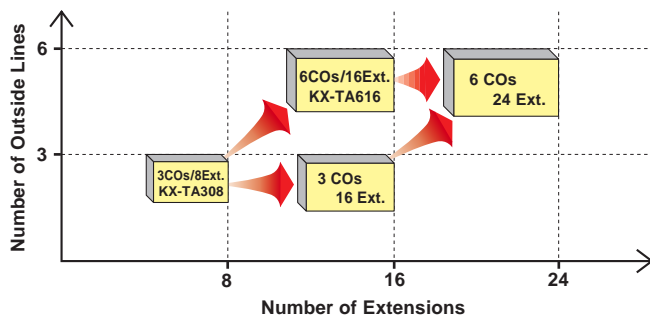 Number of Outside Lines
6
3
6COs/16Ext.
KX-TA616
6 COs
24 Ext.
3COs/8Ext.
KX-TA308
3 COs
16 Ext.
8
16
24
Number of Extensions